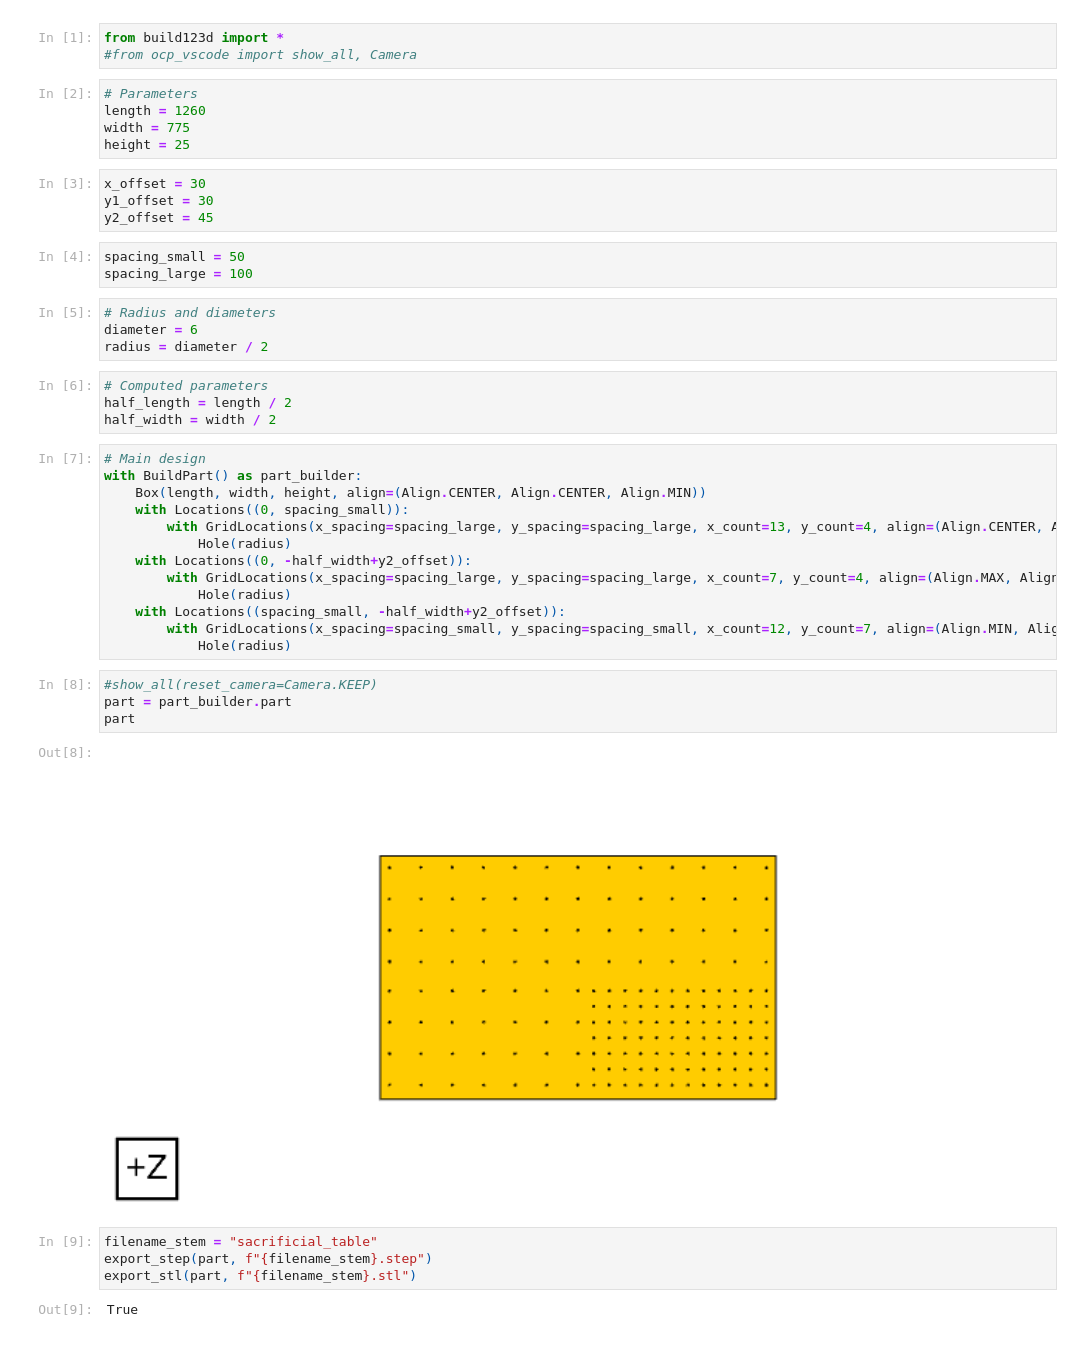 In [1]: from build123d import *
#from ocp_vscode import show_all, Camera
In [2]: # Parameters
length = 1260
width = 775
height = 25
In [3]: x_offset = 30
y1_offset = 30
y2_offset = 45
In [4]: spacing_small = 50
spacing_large = 100
In [5]: # Radius and diameters
diameter = 6
radius = diameter / 2
In [6]: # Computed parameters
half_length = length / 2
half_width = width / 2
In [7]: # Main design
with BuildPart() as part_builder:
    Box(length, width, height, align=(Align.CENTER, Align.CENTER, Align.MIN))
    with Locations((0, spacing_small)):
        with GridLocations(x_spacing=spacing_large, y_spacing=spacing_large, x_count=13, y_count=4, align=(Align.CENTER,
            Hole(radius)
    with Locations((0, -half_width+y2_offset)):
        with GridLocations(x_spacing=spacing_large, y_spacing=spacing_large, x_count=7, y_count=4, align=(Align.MAX, Align
            Hole(radius)
    with Locations((spacing_small, -half_width+y2_offset)):
        with GridLocations(x_spacing=spacing_small, y_spacing=spacing_small, x_count=12, y_count=7, align=(Align.MIN,
            Hole(radius)
In [8]: #show_all(reset_camera=Camera.KEEP)
part = part_builder.part
part
Out[8]:
+Z
In [9]: filename_stem = "sacrificial_table"
export_step(part, f"{filename_stem}.step")
export_stl(part, f"{filename_stem}.stl")
Out[9]: True